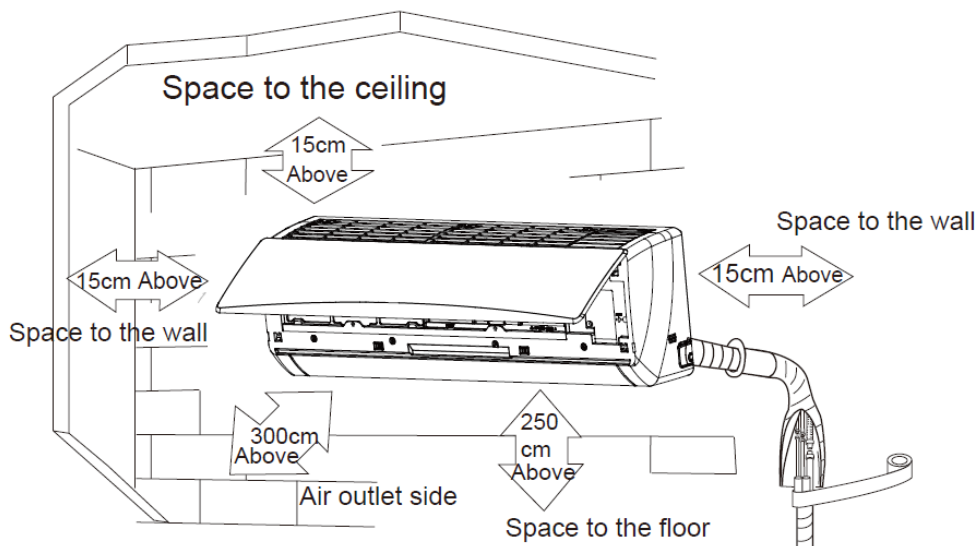 Space to the ceiling
15cm
Above
Space to the wall
15cm Above
15cm Above
Space to the wall
300cm
Above
250
cm
Above
Air outlet side
Space to the floor